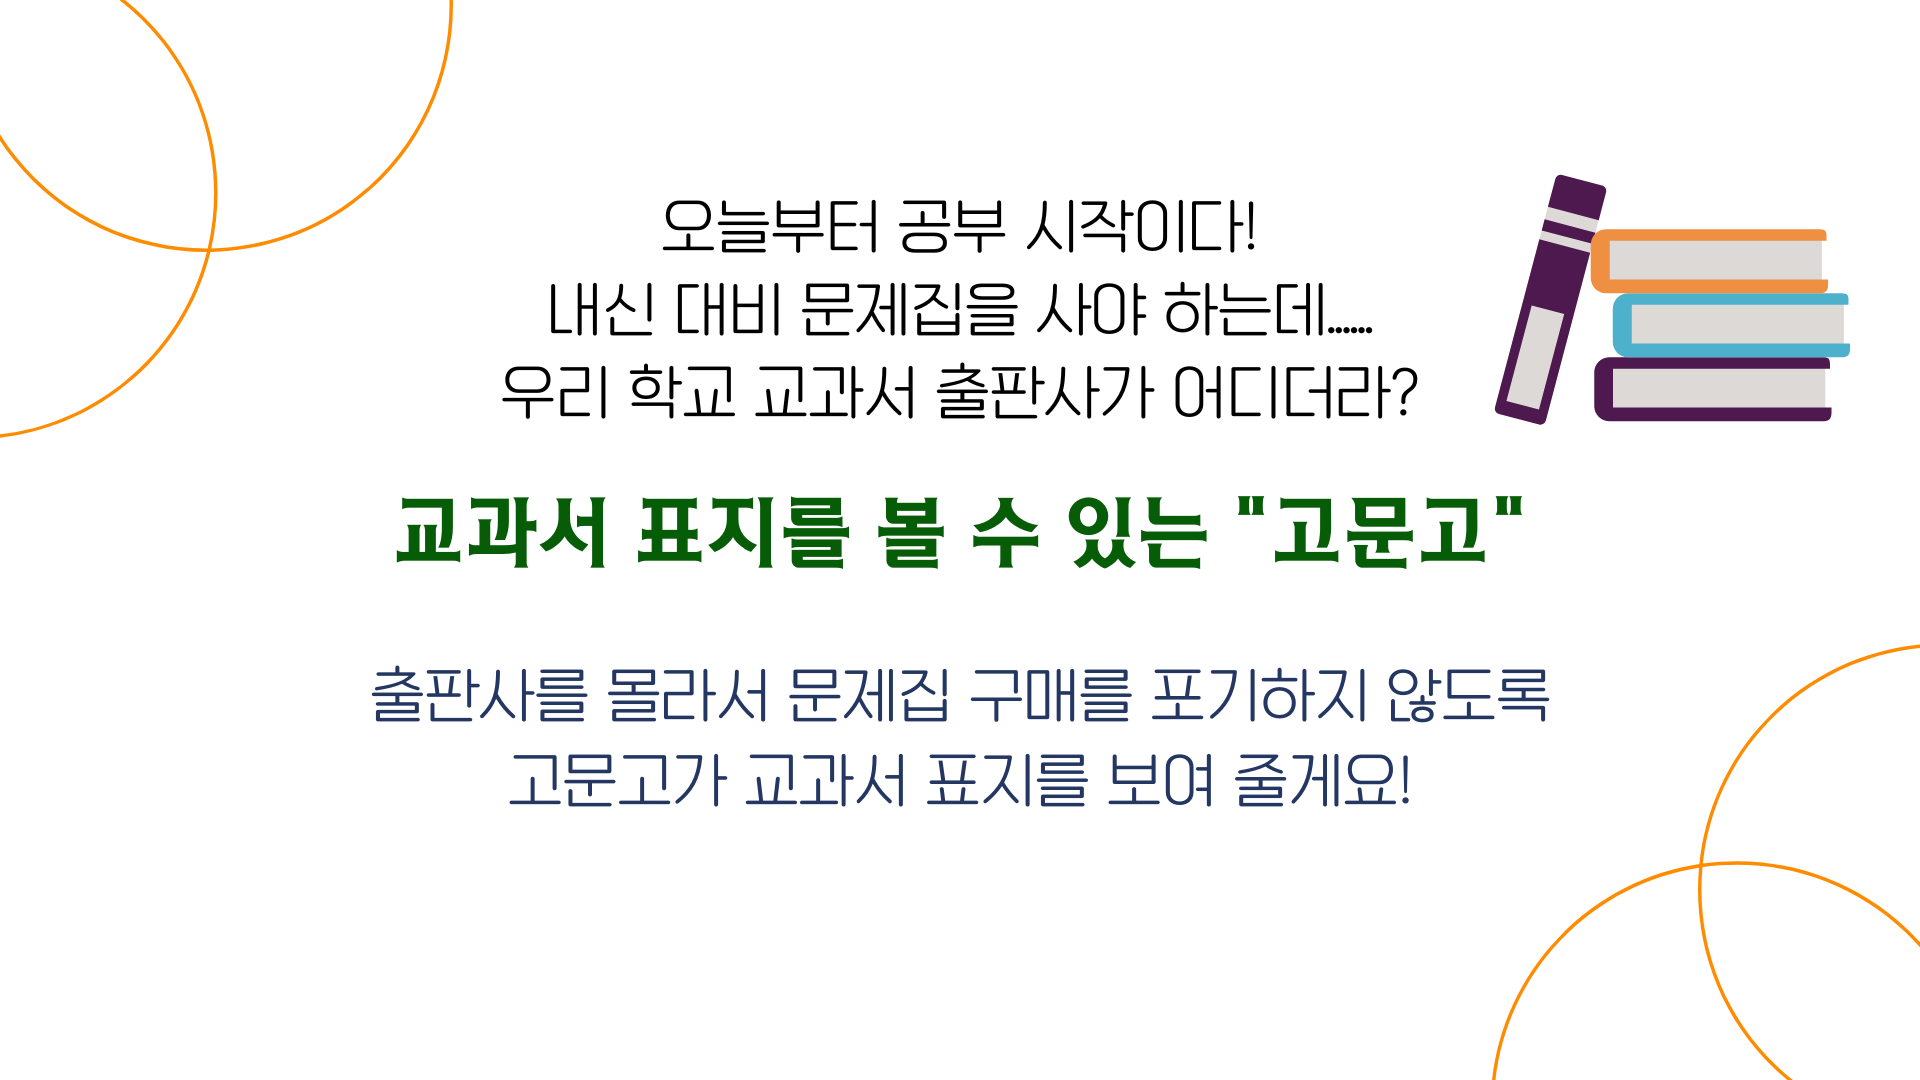 오늘부터 공부 시작이다!
내신 대비 문제집을 사야 하는데......
우리 학교 교과서 출판사가 어디더라?
교과서 표지를 볼 수 있는 "고문고"
출판사를 몰라서 문제집 구매를 포기하지 않도록
고문고가 교과서 표지를 보여 줄게요!